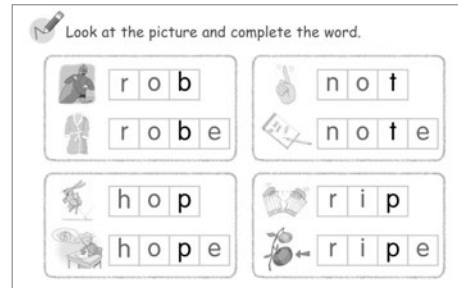 Look at the picture and complete the word.
r o b
r o b e
n o t
n o t e
h o p
h o p e
r i p
r i p e